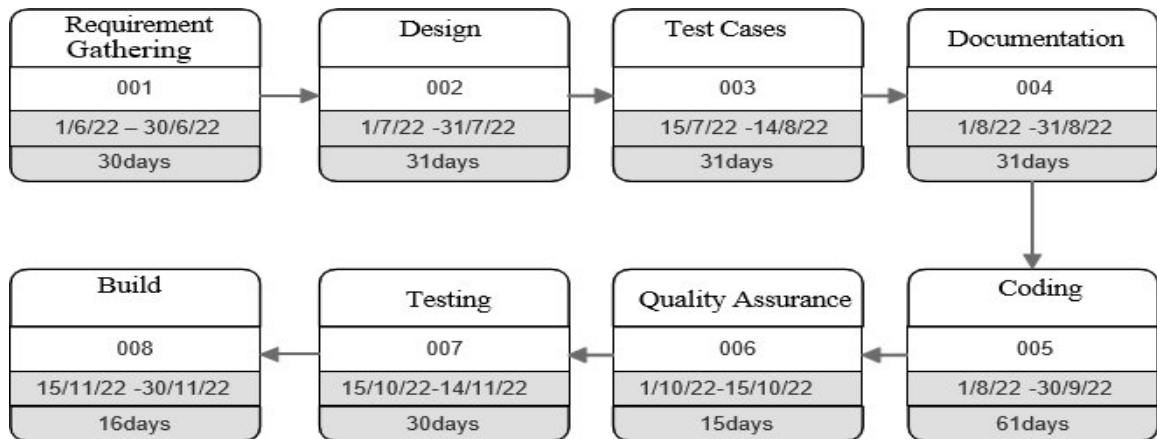 Requirement
Gathering
001
1/6/22 – 30/6/22
30days
Design
002
1/7/22 -31/7/22
31days
Test Cases
003
15/7/22 -14/8/22
31days
Documentation
004
1/8/22 -31/8/22
31days
Coding
005
1/8/22 -30/9/22
61days
Quality Assurance
006
1/10/22-15/10/22
15days
Testing
007
15/10/22-14/11/22
30days
Build
008
15/11/22 -30/11/22
16days